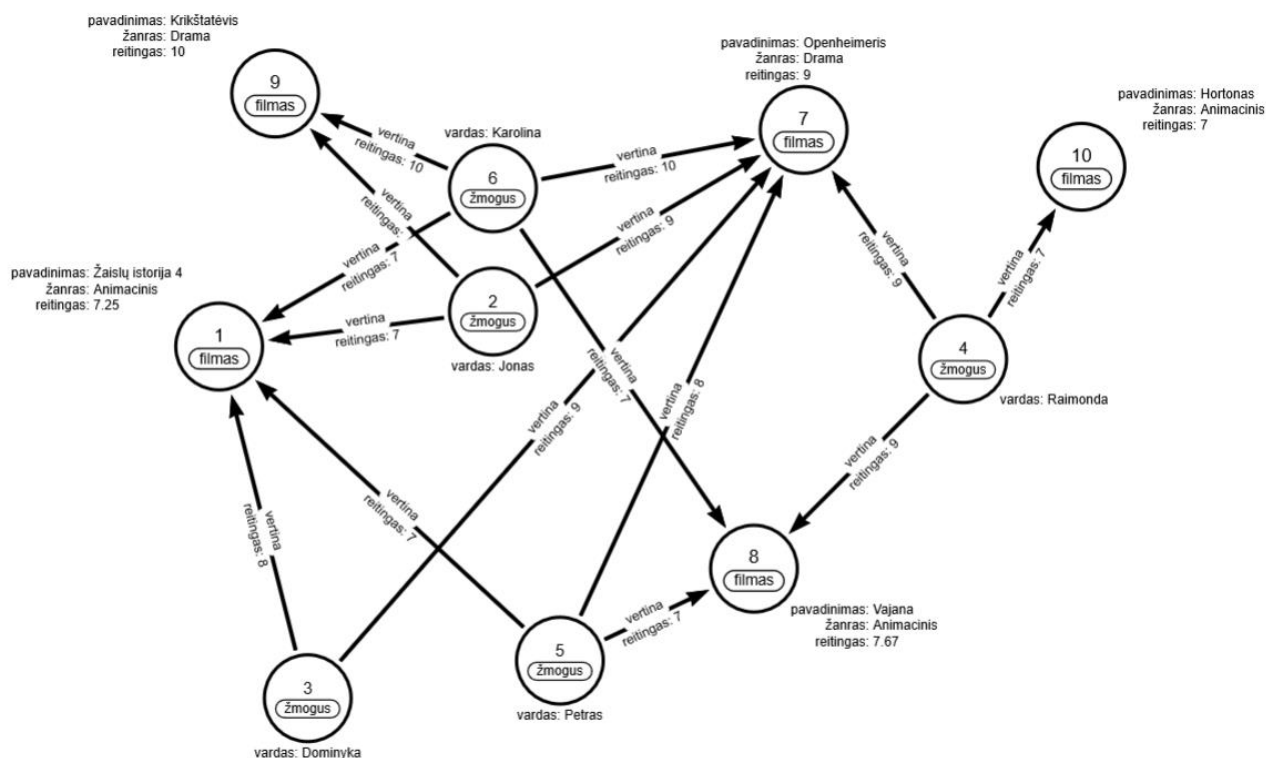 pavadinimas: Krikštatėvis
žanras: Drama
reitingas: 10
9
filmas
pavadinimas: Openheimeris
žanras: Drama
reitingas: 9
7
filmas
pavadinimas: Hortonas
žanras: Animacinis
reitingas: 7
10
filmas
vardas: Karolina
6
žmogus
vertina
reitingas: 10
vertina
reitingas: 10
vertina
reitingas:
vertina
reitingas: 9
vertina
reitingas: 7
vertina
reitingas: 9
vertina
reitingas: 7
pavadinimas: Žaislų istorija 4
žanras: Animacinis
reitingas: 7.25
1
filmas
2
žmogus
vardas: Jonas
vertina
reitingas: 7
4
žmogus
vardas: Raimonda
vertina
reitingas: 7
vertina
reitingas: 9
vertina
reitingas: 8
vertina
reitingas: 9
vertina
reitingas: 7
vertina
reitingas: 8
8
filmas
pavadinimas: Vajana
žanras: Animacinis
reitingas: 7.67
vertina
reitingas: 7
5
žmogus
vardas: Petras
3
žmogus
vardas: Dominyka